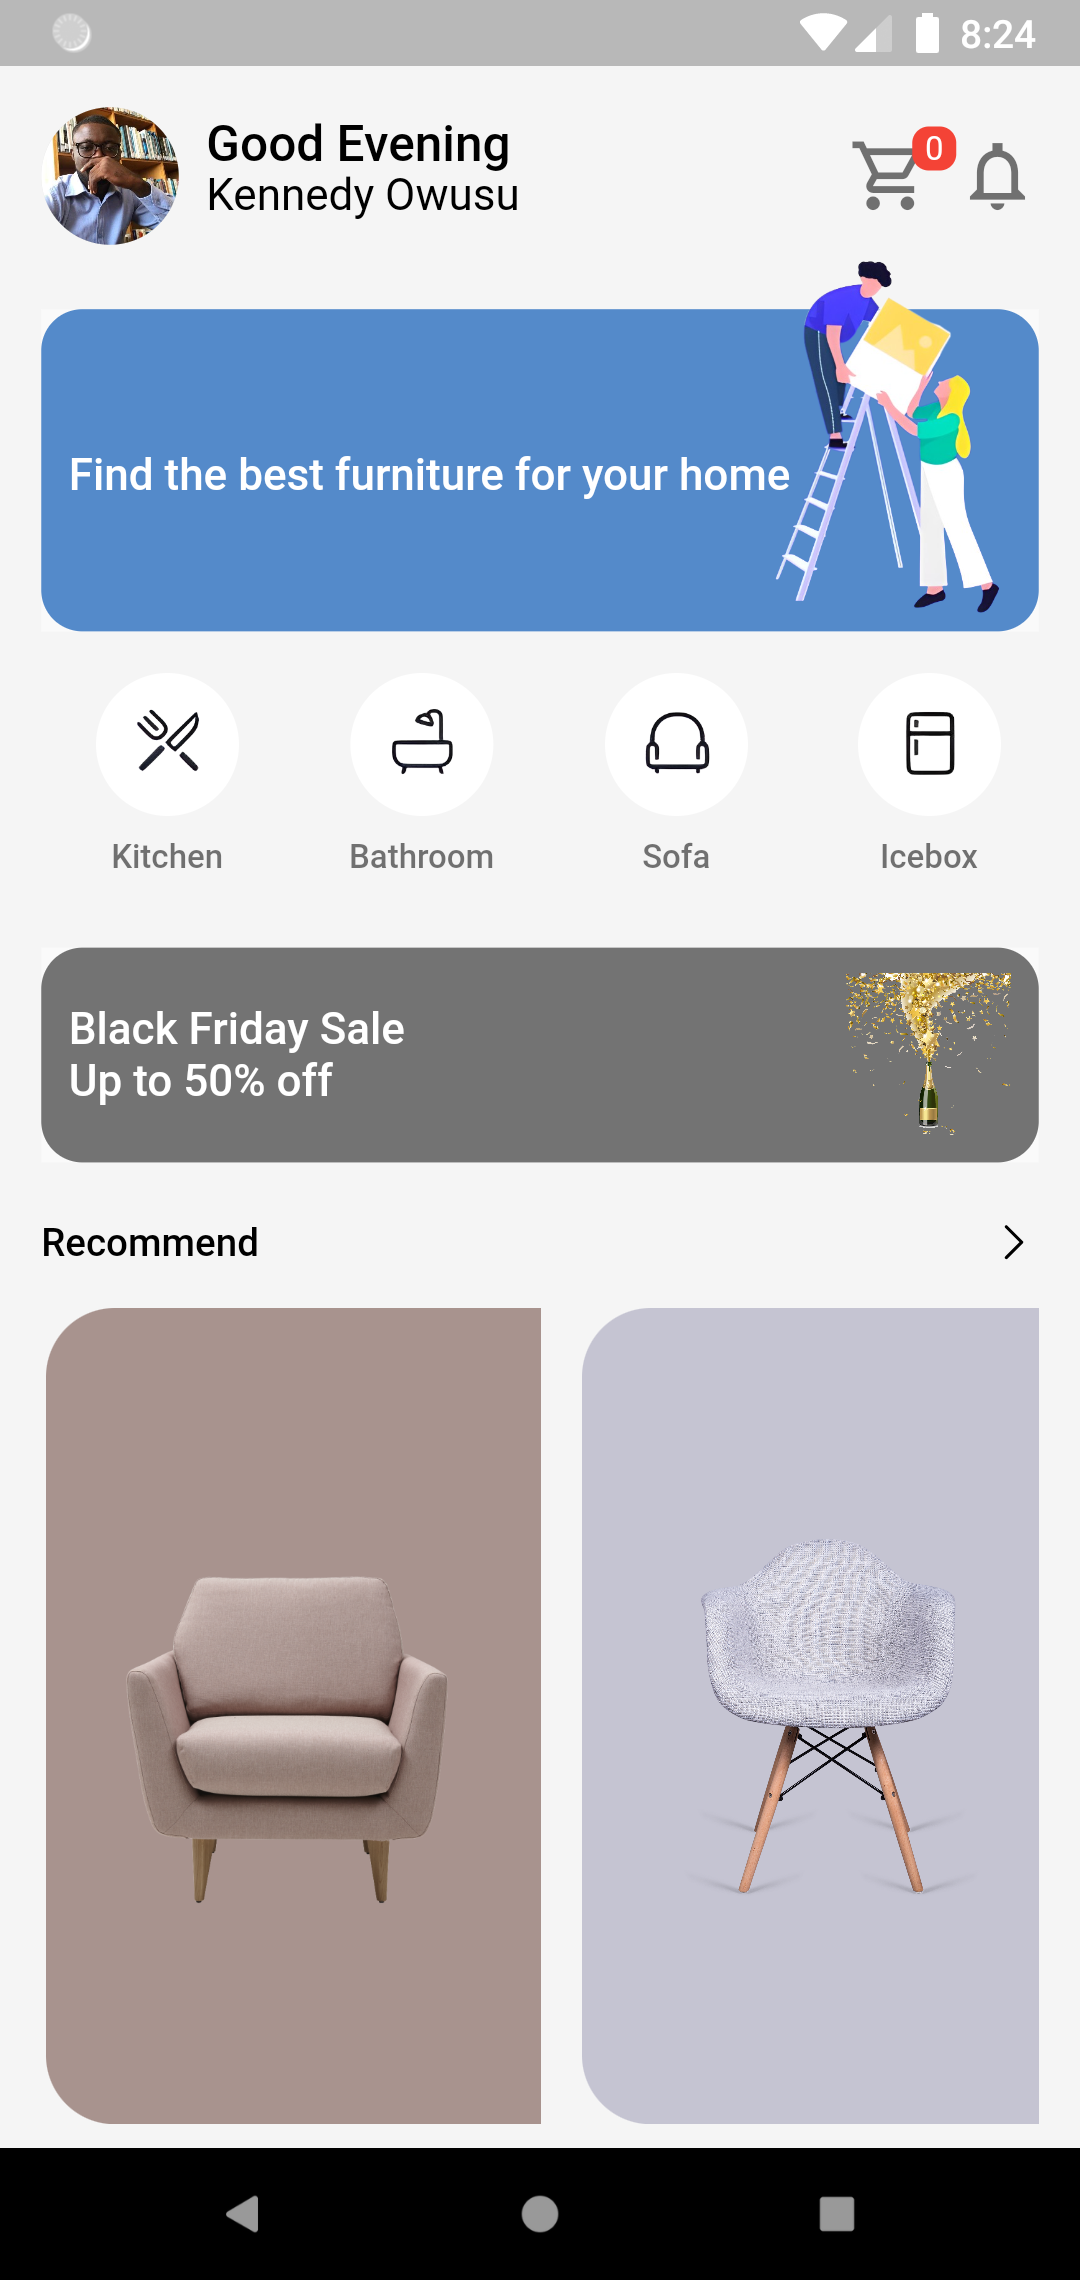 8:24
Good Evening
Kennedy Owusu
0
Find the best furniture for your home
Kitchen
Bathroom
Sofa
Icebox
Black Friday Sale
Up to 50% off
Recommend